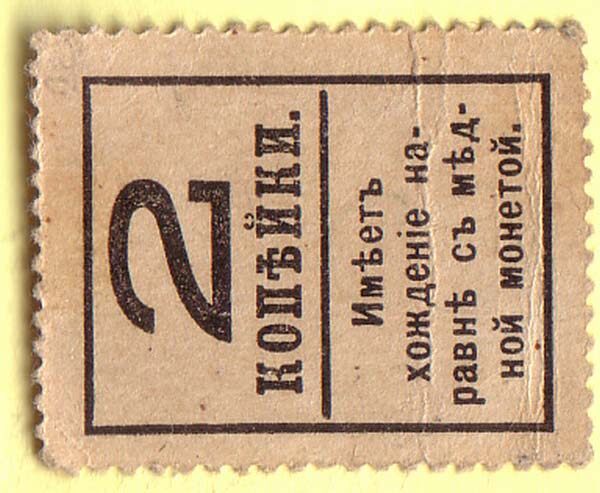 2
КОПѢЙКИ.
Имѣетъ
хожденіе на-
равнѣ съ мѣд-
ной монетой.